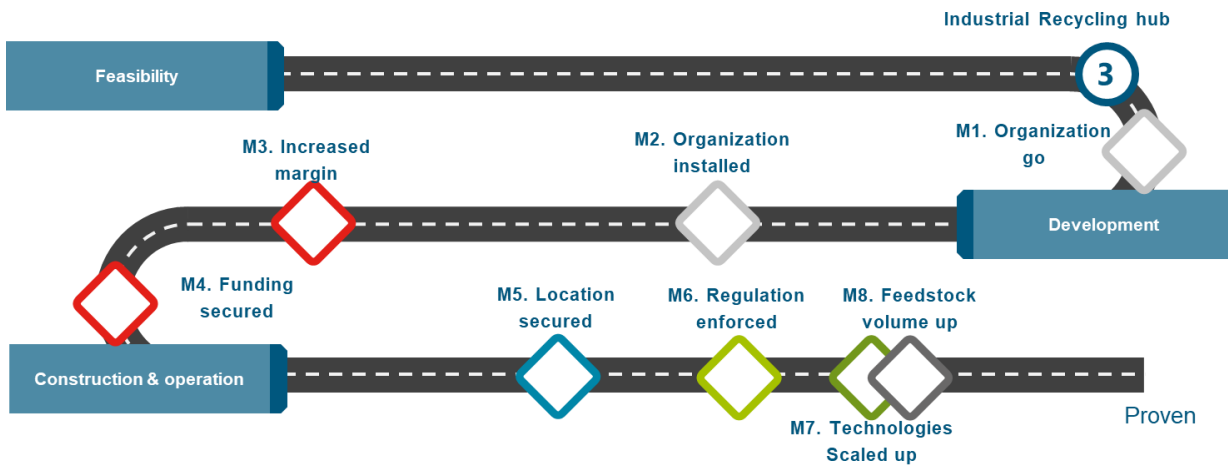 Industrial Recycling hub
Feasibility
3
M1. Organization
go
M2. Organization
installed
M3. Increased
margin
Development
M4. Funding
secured
M5. Location
secured
M6. Regulation
enforced
M8. Feedstock
volume up
Construction & operation
M7. Technologies
Scaled up
Proven